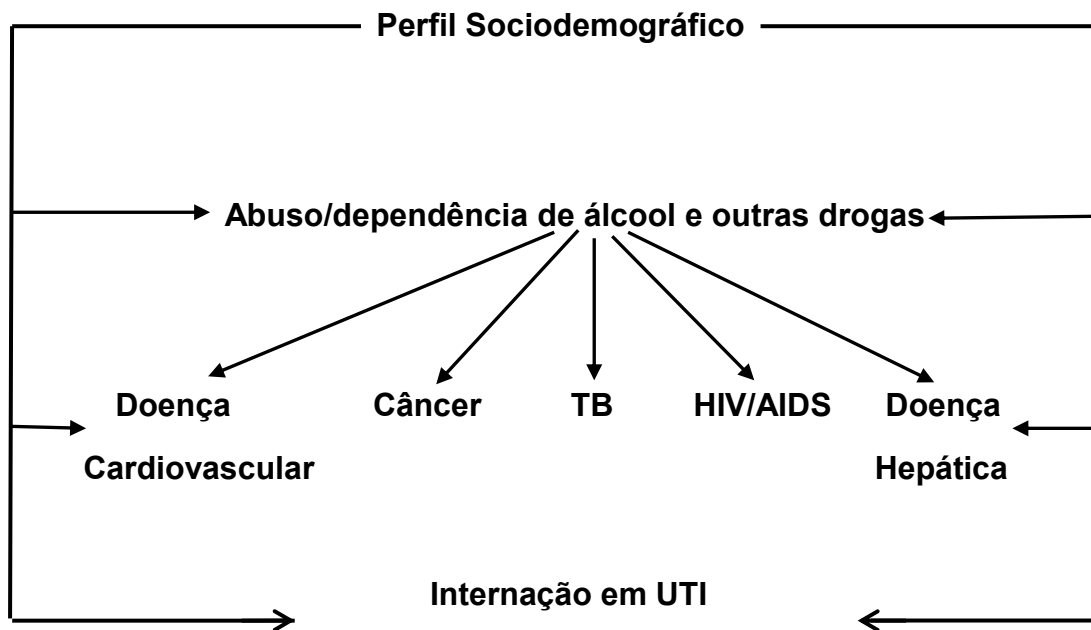 Perfil Sociodemográfico
Abuso/dependência de álcool e outras drogas
Doença Câncer TB HIV/AIDS Doença
Cardiovascular Hepática
Internação em UTI